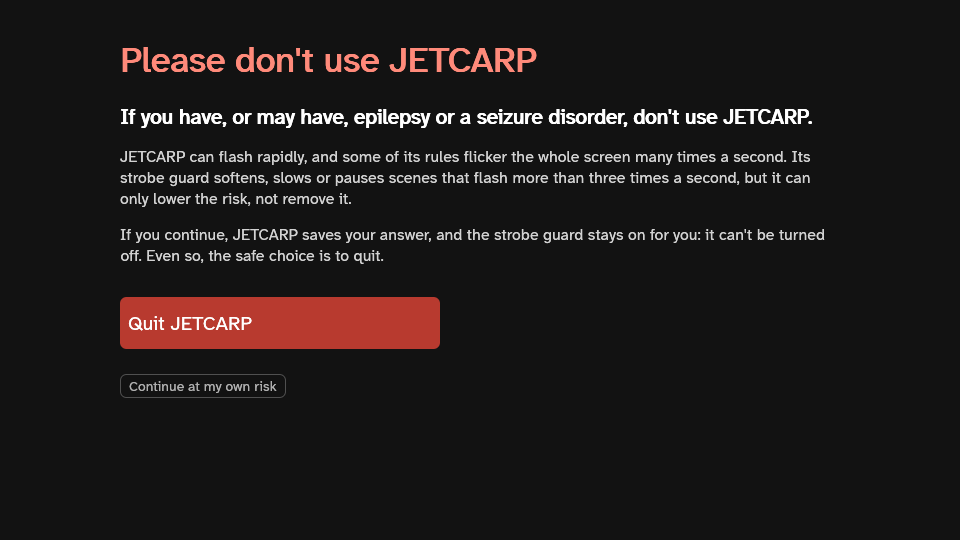 Please don't use JETCARP
If you have, or may have, epilepsy or a seizure disorder, don't use JETCARP.
JETCARP can flash rapidly, and some of its rules flicker the whole screen many times a second. Its
strobe guard softens, slows or pauses scenes that flash more than three times a second, but it can
only lower the risk, not remove it.
If you continue, JETCARP saves your answer, and the strobe guard stays on for you: it can't be turned
off. Even so, the safe choice is to quit.
Quit JETCARP
Continue at my own risk